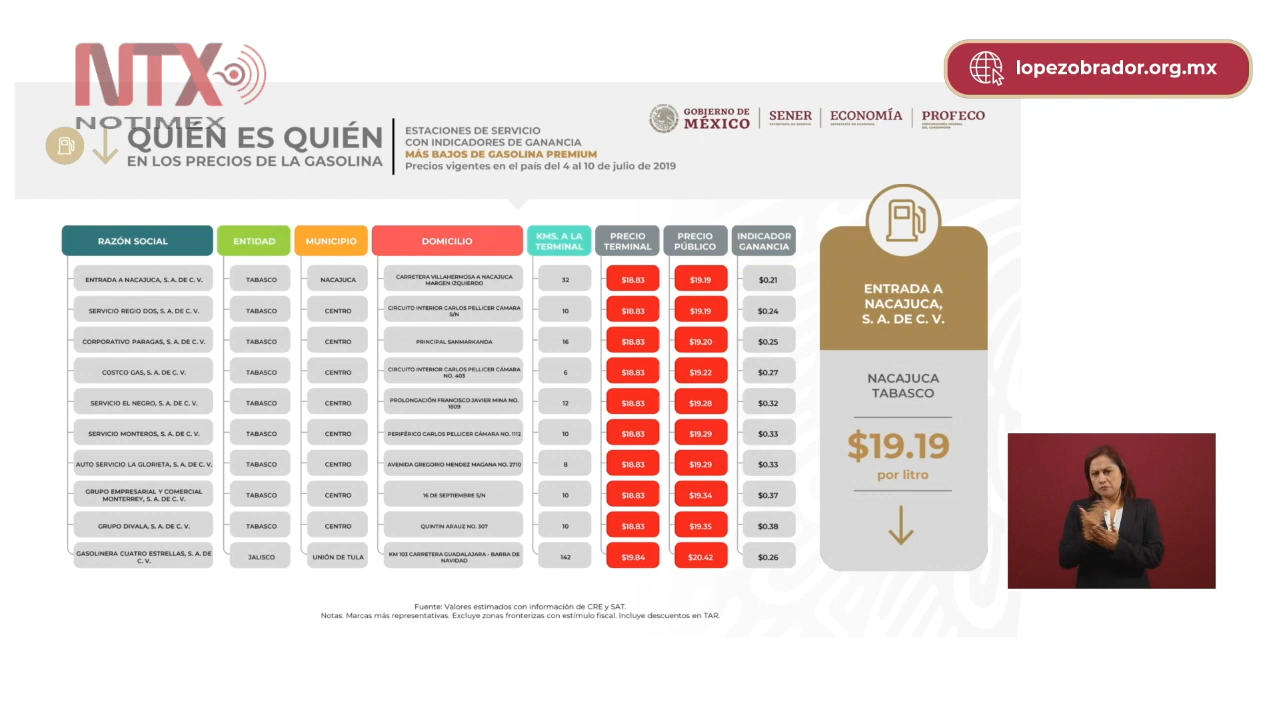 NTX
NOTIMEX
lopezobrador.org.mx
GOBIERNO DE
MÉXICO
SENER
ECONOMÍA
PROFECO
QUIÉN ES QUIÉN
EN LOS PRECIOS DE LA GASOLINA
ESTACIONES DE SERVICIO
CON INDICADORES DE GANANCIA
MÁS BAJOS DE GASOLINA PREMIUM
Precios vigentes en el país del 4 al 10 de julio de 2019
RAZÓN SOCIAL ENTIDAD MUNICIPIO DOMICILIO KMS. A LA TERMINAL PRECIO TERMINAL PRECIO PÚBLICO INDICADOR GANANCIA
ENTRADA A NACAJUCA, S. A. DE C. V. TABASCO NACAJUCA CARRETERA VILLAHERMOSA A NACAJUCA MARGEN IZQUIERDO 32 $18.83 $19.19 $0.21
SERVICIO REGIO DOS, S. A. DE C. V. TABASCO CENTRO CIRCUITO INTERIOR CARLOS PELLICER CAMARA S/N 10 $18.83 $19.19 $0.24
CORPORATIVO PARAGAS, S. A. DE C. V. TABASCO CENTRO PRINCIPAL SANMARKANDA 16 $18.83 $19.20 $0.25
COSTCO GAS, S. A. DE C. V. TABASCO CENTRO CIRCUITO INTERIOR CARLOS PELLICER CÁMARA NO. 403 6 $18.83 $19.22 $0.27
SERVICIO EL NEGRO, S. A. DE C. V. TABASCO CENTRO PROLONGACIÓN FRANCISCO JAVIER MINA NO. 1609 12 $18.83 $19.28 $0.32
SERVICIO MONTEROS, S. A. DE C. V. TABASCO CENTRO PERIFÉRICO CARLOS PELLICER CÁMARA NO. 1112 10 $18.83 $19.29 $0.33
AUTO SERVICIO LA GLORIETA, S. A. DE C. V. TABASCO CENTRO AVENIDA GREGORIO MENDEZ MAGANA NO. 2710 8 $18.83 $19.29 $0.33
GRUPO EMPRESARIAL Y COMERCIAL MONTERREY, S. A. DE C. V. TABASCO CENTRO 16 DE SEPTIEMBRE S/N 10 $18.83 $19.34 $0.37
GRUPO DIVALA, S. A. DE C. V. TABASCO CENTRO QUINTIN ARAUZ NO. 307 10 $18.83 $19.35 $0.38
GASOLINERA CUATRO ESTRELLAS, S. A. DE C. V. JALISCO UNIÓN DE TULA KM 103 CARRETERA GUADALAJARA - BARRA DE NAVIDAD 142 $19.84 $20.42 $0.26
ENTRADA A
NACAJUCA,
S. A. DE C. V.
NACAJUCA
TABASCO
$19.19
por litro
Fuente: Valores estimados con información de CRE y SAT.
Notas: Marcas más representativas. Excluye zonas fronterizas con estímulo fiscal. Incluye descuentos en TAR.